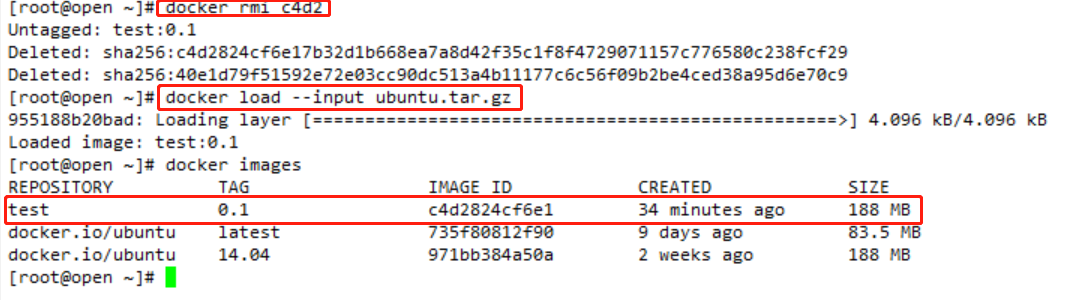 [root@open ~]# docker rmi c4d2
Untagged: test:0.1
Deleted: sha256:c4d2824cf6e17b32d1b668ea7a8d42f35c1f8f4729071157c776580c238fcf29
Deleted: sha256:40e1d79f51592e72e03cc90dc513a4b11177c6c56f09b2be4ced38a95d6e70c9
[root@open ~]# docker load --input ubuntu.tar.gz
955188b20bad: Loading layer [==================================================>] 4.096 kB/4.096 kB
Loaded image: test:0.1
[root@open ~]# docker images
REPOSITORY TAG IMAGE ID CREATED SIZE
test 0.1 c4d2824cf6e1 34 minutes ago 188 MB
docker.io/ubuntu latest 735f80812f90 9 days ago 83.5 MB
docker.io/ubuntu 14.04 971bb384a50a 2 weeks ago 188 MB
[root@open ~]#